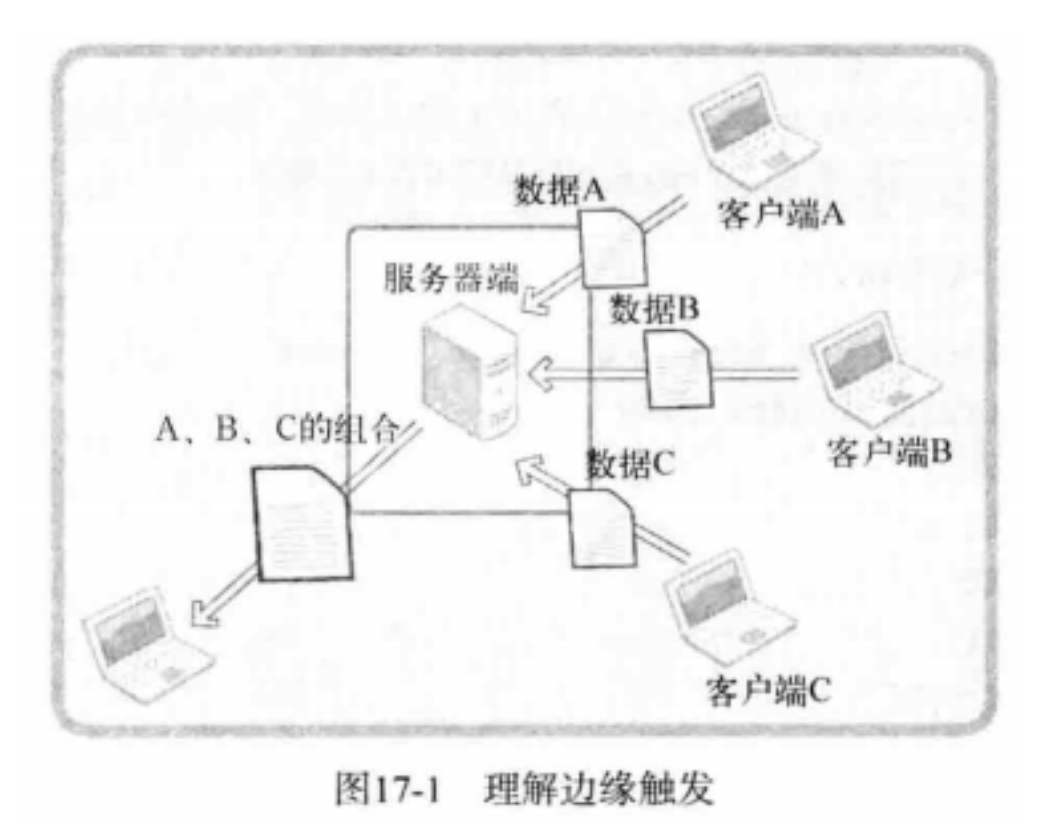 数据A
客户端A
服务器端
数据B
A、B、C的组合
客户端B
数据C
客户端C
图17-1 理解边缘触发